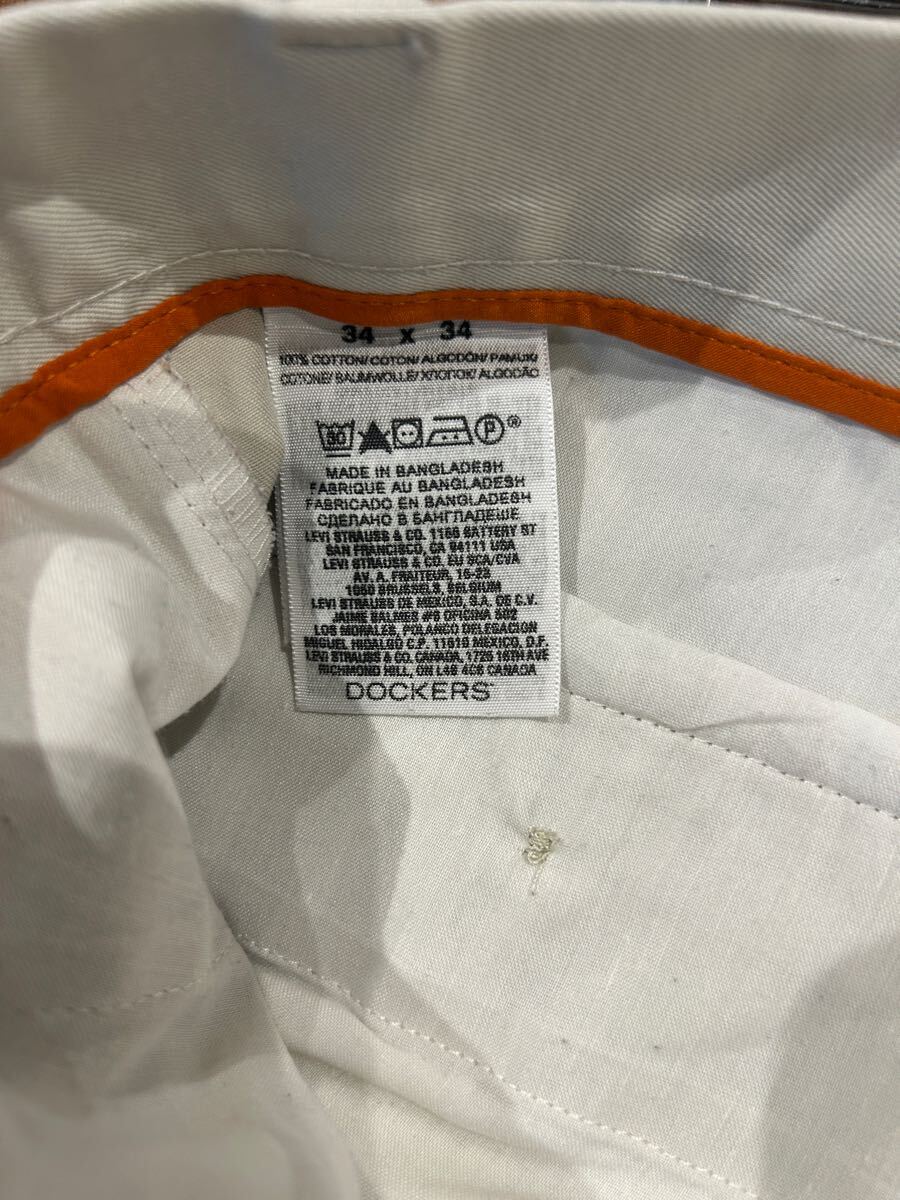 34 x 34
100% COTTON/ COTON/ ALGODÓN/ PAMUK/
COTONE/ BAUMWOLLE/ ХЛОПОК/ ALGODÃO
30 P ®
MADE IN BANGLADESH
FABRIQUE AU BANGLADESH
FABRICADO EN BANGLADESH
СДЕЛАНО В БАНГЛАДЕШЕ
LEVI STRAUSS & CO. 1155 BATTERY ST
SAN FRANCISCO, CA 94111 USA
LEVI STRAUSS & CO. EU SCA/CVA
AV. A. FRAITEUR, 15-23
1050 BRUSSELS, BELGIUM
LEVI STRAUSS DE MEXICO, S.A. DE C.V.
JAIME BALMES #8 OFICINA 802
LOS MORALES, POLANCO DELEGACION
MIGUEL HIDALGO C.P. 11510 MEXICO, D.F.
LEVI STRAUSS & CO. CANADA, 1725 16TH AVE
RICHMOND HILL, ON L4B 4C6 CANADA
DOCKERS